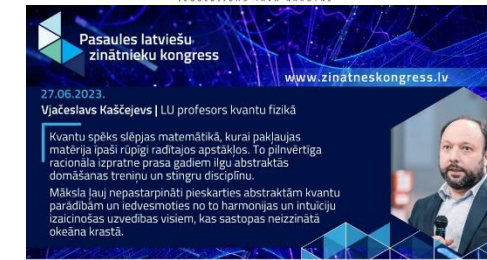 Pasaules latviešu
zinātnieku kongress
www.zinatneskongress.lv
27.06.2023.
Vjačeslavs Kaščejevs | LU profesors kvantu fizikā
Kvantu spēks slēpjas matemātikā, kurai pakļaujas
matērija īpaši rūpīgi radītajos apstākļos. To pilnvērtīga
racionāla izpratne prasa gadiem ilgu abstraktās
domāšanas treniņu un stingru disciplīnu.
Māksla ļauj nepastarpināti pieskarties abstraktām kvantu
parādībām un iedvesmoties no to harmonijas un intuīciju
izaicinošas uzvedības visiem, kas sastopas neizzinātā
okeāna krastā.